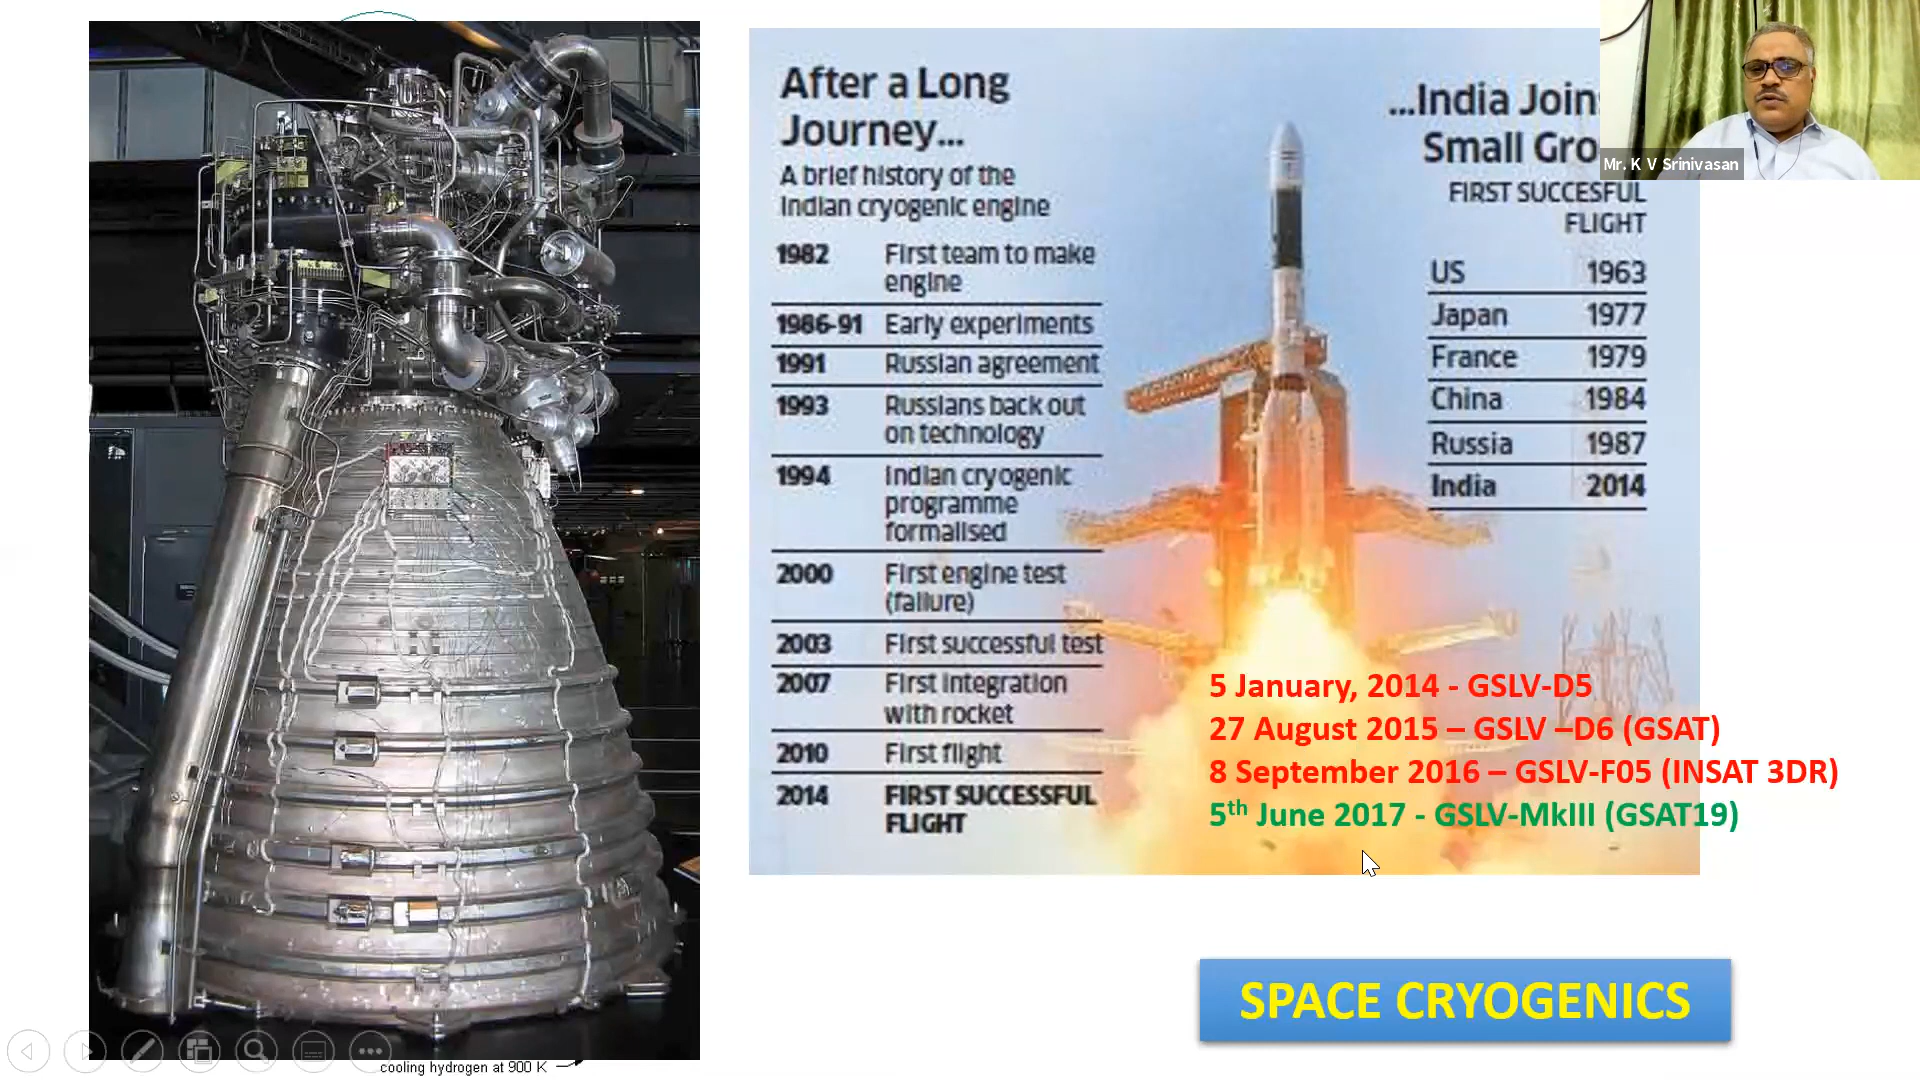 After a Long
Journey...
A brief history of the
Indian cryogenic engine
1982 First team to make
engine
1986-91 Early experiments
1991 Russian agreement
1993 Russians back out
on technology
1994 Indian cryogenic
programme
formalised
2000 First engine test
(failure)
2003 First successful test
2007 First integration
with rocket
2010 First flight
2014 FIRST SUCCESSFUL
FLIGHT
...India Join
Small Gro
Mr. K V Srinivasan
FIRST SUCCESFUL
FLIGHT
US 1963
Japan 1977
France 1979
China 1984
Russia 1987
India 2014
5 January, 2014 - GSLV-D5
27 August 2015 – GSLV –D6 (GSAT)
8 September 2016 – GSLV-F05 (INSAT 3DR)
5th June 2017 - GSLV-MkIII (GSAT19)
SPACE CRYOGENICS
cooling hydrogen at 900 K